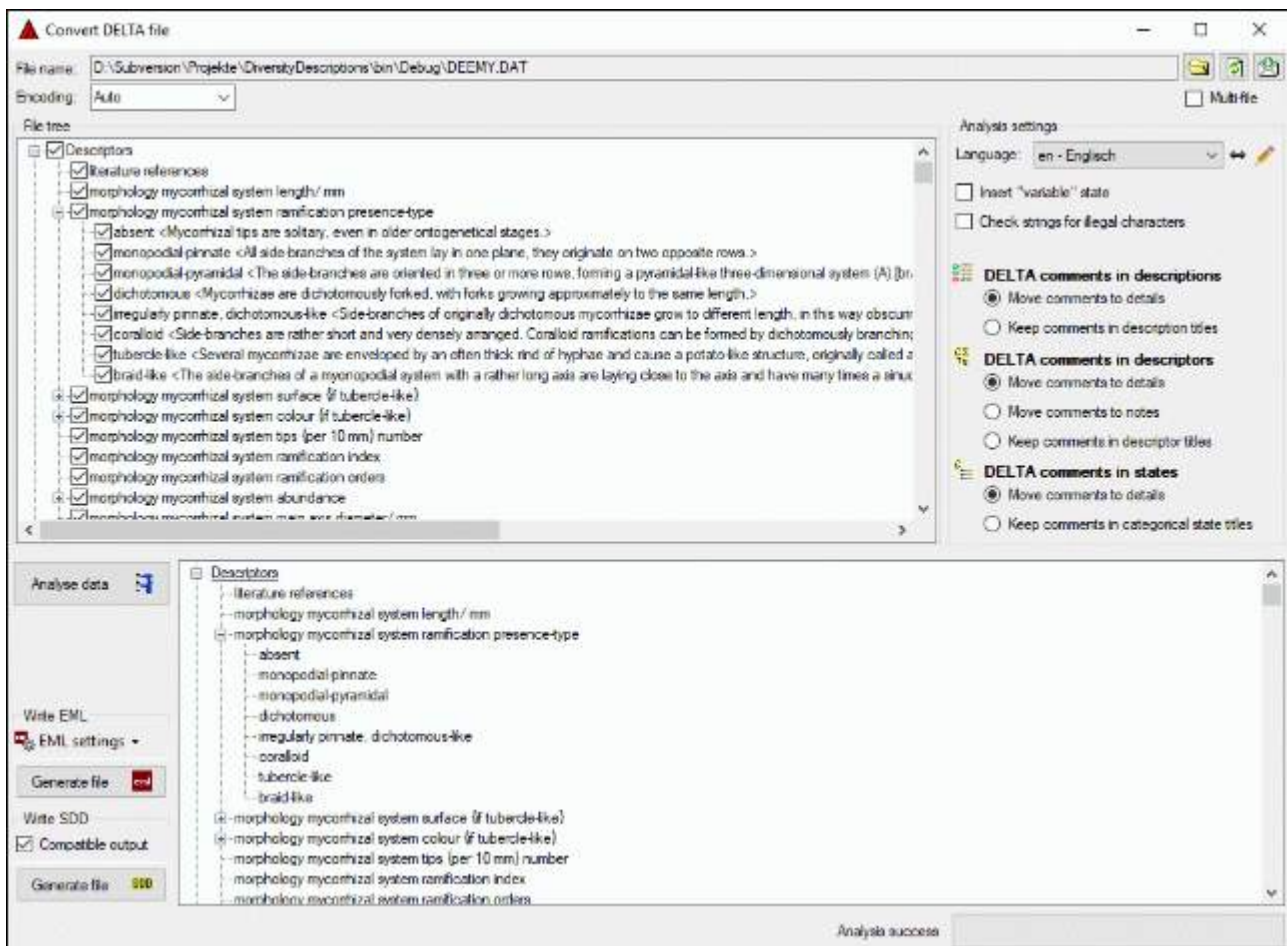 Convert DELTA file
File name: D:\Subversion\Projekte\DiversityDescriptions\bin\Debug\DEEMY.DAT
Encoding: Auto
Multi-file
File tree
Descriptors
literature references
morphology mycorrhizal system length/ mm
morphology mycorrhizal system ramification presence-type
absent <Mycorrhizal tips are solitary, even in older ontogenetical stages.>
monopodial-pinnate <All side-branches of the system lay in one plane, they originate on two opposite rows.>
monopodial-pyramidal <The side-branches are oriented in three or more rows, forming a pyramidal-like three-dimensional system (A) [br
dichotomous <Mycorrhizae are dichotomously forked, with forks growing approximately to the same length.>
irregularly pinnate, dichotomous-like <Side-branches of originally dichotomous mycorrhizae grow to different length, in this way obscur
coralloid <Side-branches are rather short and very densely arranged. Coralloid ramifications can be formed by dichotomously branching
tubercle-like <Several mycorrhizae are enveloped by an often thick rind of hyphae and cause a potato-like structure, originally called a
braid-like <The side-branches of a myonopodial system with a rather long axis are laying close to the axis and have many times a sinuo
morphology mycorrhizal system surface (if tubercle-like)
morphology mycorrhizal system colour (if tubercle-like)
morphology mycorrhizal system tips (per 10 mm) number
morphology mycorrhizal system ramification index
morphology mycorrhizal system ramification orders
morphology mycorrhizal system abundance
morphology mycorrhizal system main axis diameter/ mm
Analysis settings
Language: en - Englisch
Insert "variable" state
Check strings for illegal characters
DELTA comments in descriptions
Move comments to details
Keep comments in description titles
DELTA comments in descriptors
Move comments to details
Move comments to notes
Keep comments in descriptor titles
DELTA comments in states
Move comments to details
Keep comments in categorical state titles
Analyse data
Write EML
EML settings
Generate file eml
Write SDD
Compatible output
Generate file SDD
Descriptors
literature references
morphology mycorrhizal system length/ mm
morphology mycorrhizal system ramification presence-type
absent
monopodial-pinnate
monopodial-pyramidal
dichotomous
irregularly pinnate, dichotomous-like
coralloid
tubercle-like
braid-like
morphology mycorrhizal system surface (if tubercle-like)
morphology mycorrhizal system colour (if tubercle-like)
morphology mycorrhizal system tips (per 10 mm) number
morphology mycorrhizal system ramification index
morphology mycorrhizal system ramification orders
Analysis success